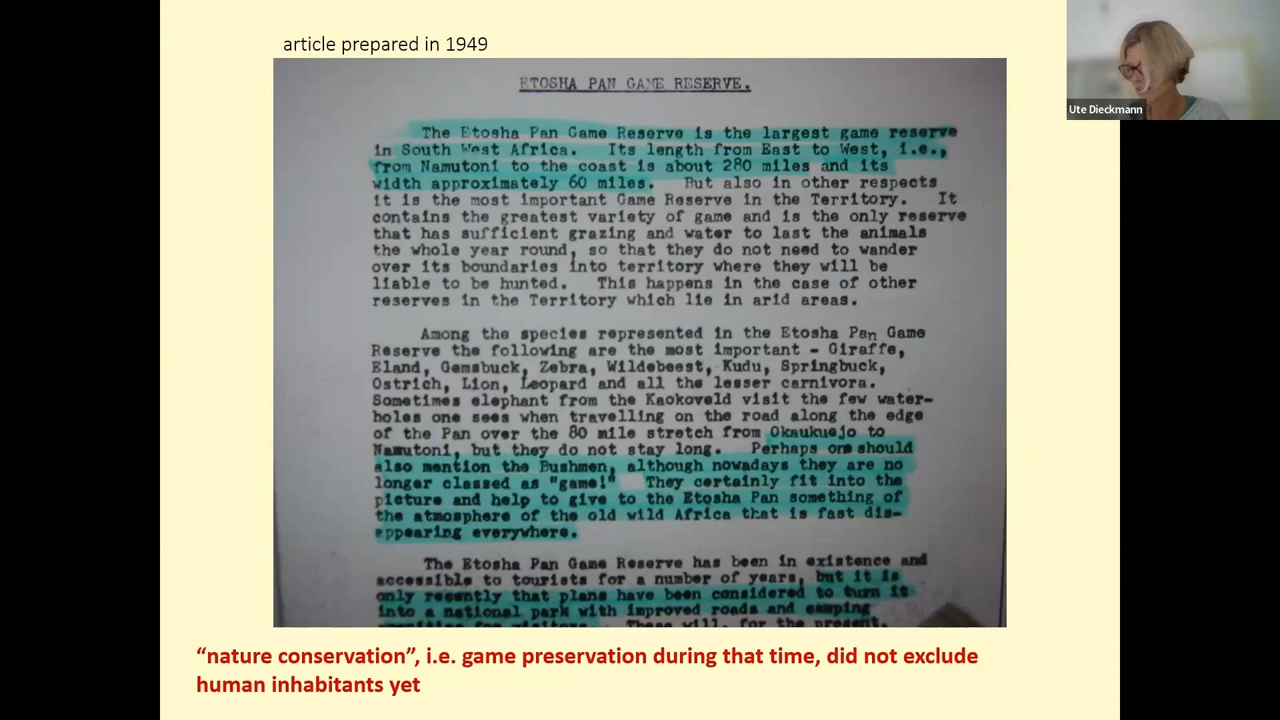 article prepared in 1949
ETOSHA PAN GAME RESERVE.
The Etosha Pan Game Reserve is the largest game reserve
in South West Africa. Its length from East to West, i.e.,
from Namutoni to the coast is about 280 miles and its
width approximately 60 miles. But also in other respects
it is the most important Game Reserve in the Territory. It
contains the greatest variety of game and is the only reserve
that has sufficient grazing and water to last the animals
the whole year round, so that they do not need to wander
over its boundaries into territory where they will be
liable to be hunted. This happens in the case of other
reserves in the Territory which lie in arid areas.
Among the species represented in the Etosha Pan Game
Reserve the following are the most important - Giraffe,
Eland, Gemsbuck, Zebra, Wildebeest, Kudu, Springbuck,
Ostrich, Lion, Leopard and all the lesser carnivora.
Sometimes elephant from the Kaokoveld visit the few water-
holes one sees when travelling on the road along the edge
of the Pan over the 80 mile stretch from Okaukuejo to
Namutoni, but they do not stay long. Perhaps one should
also mention the Bushmen, although nowadays they are no
longer classed as "game!" They certainly fit into the
picture and help to give to the Etosha Pan something of
the atmosphere of the old wild Africa that is fast dis-
appearing everywhere.
The Etosha Pan Game Reserve has been in existence and
accessible to tourists for a number of years, but it is
only recently that plans have been considered to turn it
into a national park with improved roads and camping
for visitors. These will, for the present,
“nature conservation”, i.e. game preservation during that time, did not exclude
human inhabitants yet
Ute Dieckmann